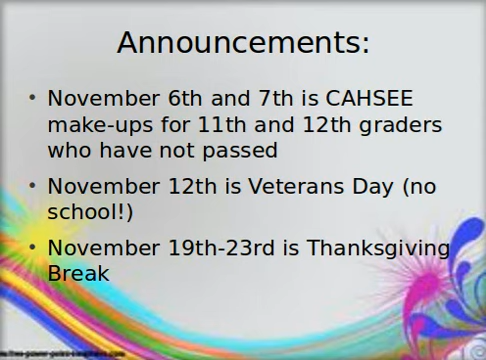 Announcements:
• November 6th and 7th is CAHSEE
make-ups for 11th and 12th graders
who have not passed
• November 12th is Veterans Day (no
school!)
• November 19th-23rd is Thanksgiving
Break